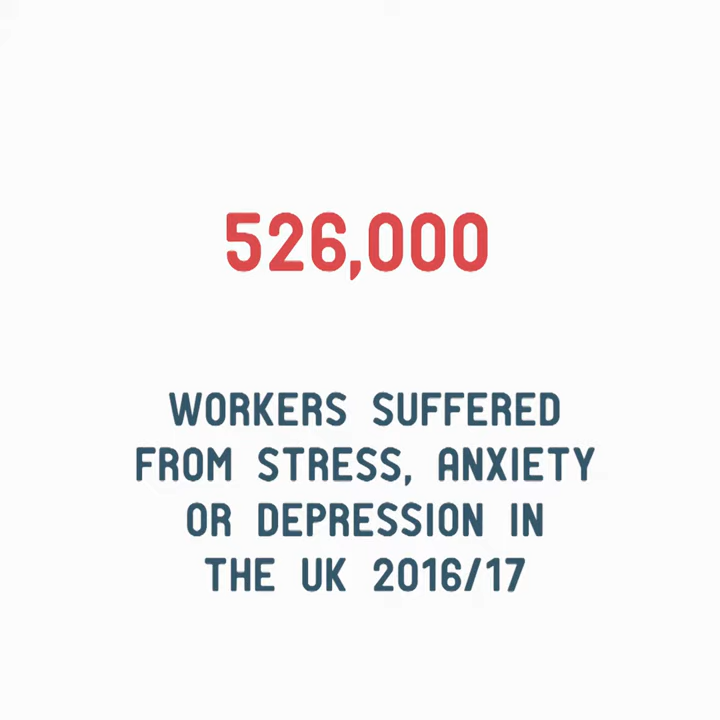 526,000
WORKERS SUFFERED
FROM STRESS, ANXIETY
OR DEPRESSION IN
THE UK 2016/17